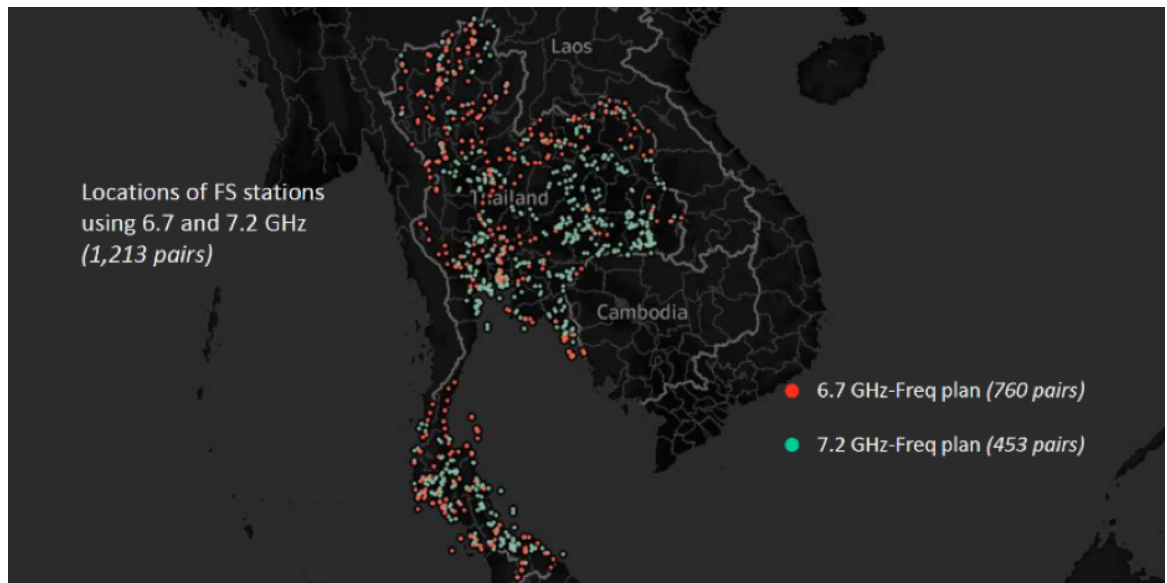 Laos
Locations of FS stations
using 6.7 and 7.2 GHz
(1,213 pairs)
Thailand
Cambodia
6.7 GHz-Freq plan (760 pairs)
7.2 GHz-Freq plan (453 pairs)